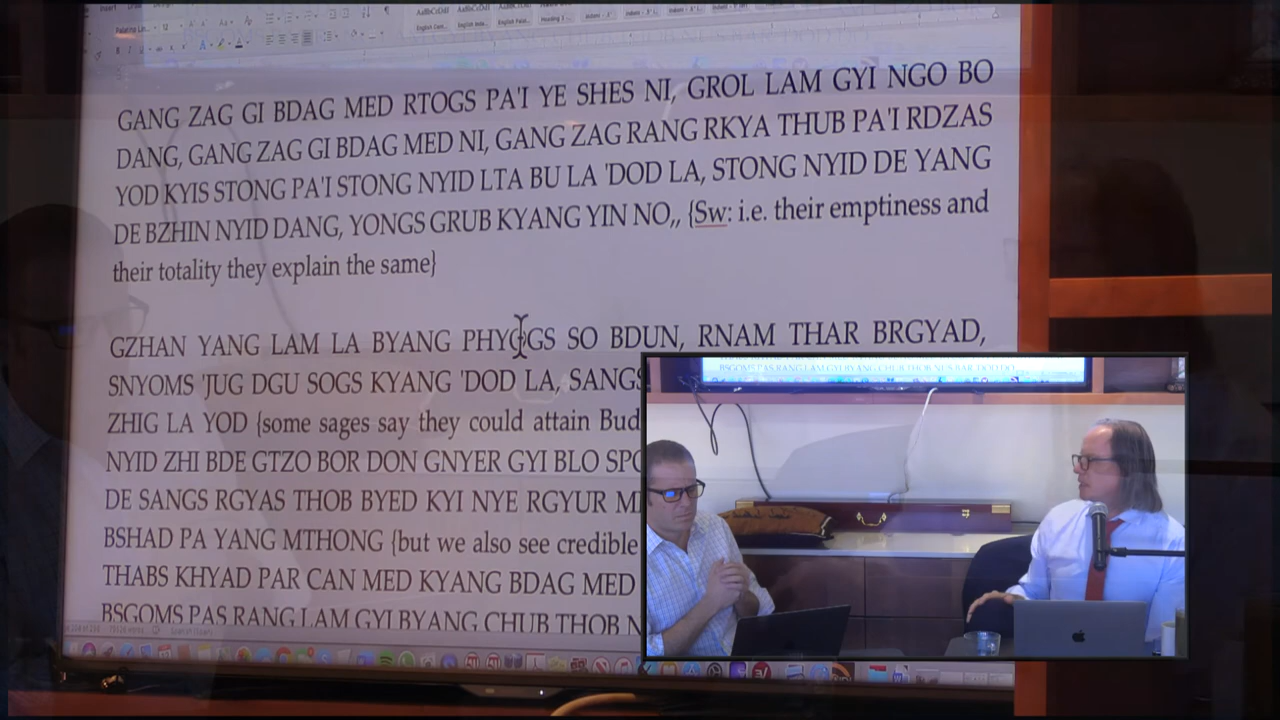 GANG ZAG GI BDAG MED RTOGS PA'I YE SHES NI, GROL LAM GYI NGO BO
DANG, GANG ZAG GI BDAG MED NI, GANG ZAG RANG RKYA THUB PA'I RDZAS
YOD KYIS STONG PA'I STONG NYID LTA BU LA 'DOD LA, STONG NYID DE YANG
DE BZHIN NYID DANG, YONGS GRUB KYANG YIN NO,, {Sw: i.e. their emptiness and
their totality they explain the same}
GZHAN YANG LAM LA BYANG PHYOGS SO BDUN, RNAM THAR BRGYAD,
SNYOMS 'JUG DGU SOGS KYANG 'DOD LA, SANGS
ZHIG LA YOD {some sages say they could attain Bud
NYID ZHI BDE GTZO BOR DON GNYER GYI BLO
DE SANGS RGYAS THOB BYED KYI NYE RGYUR
BSHAD PA YANG MTHONG {but we also see credible
THABS KHYAD PAR CAN MED KYANG BDAG MED
BSGOMS PAS RANG LAM GYI BYANG CHUB THOB